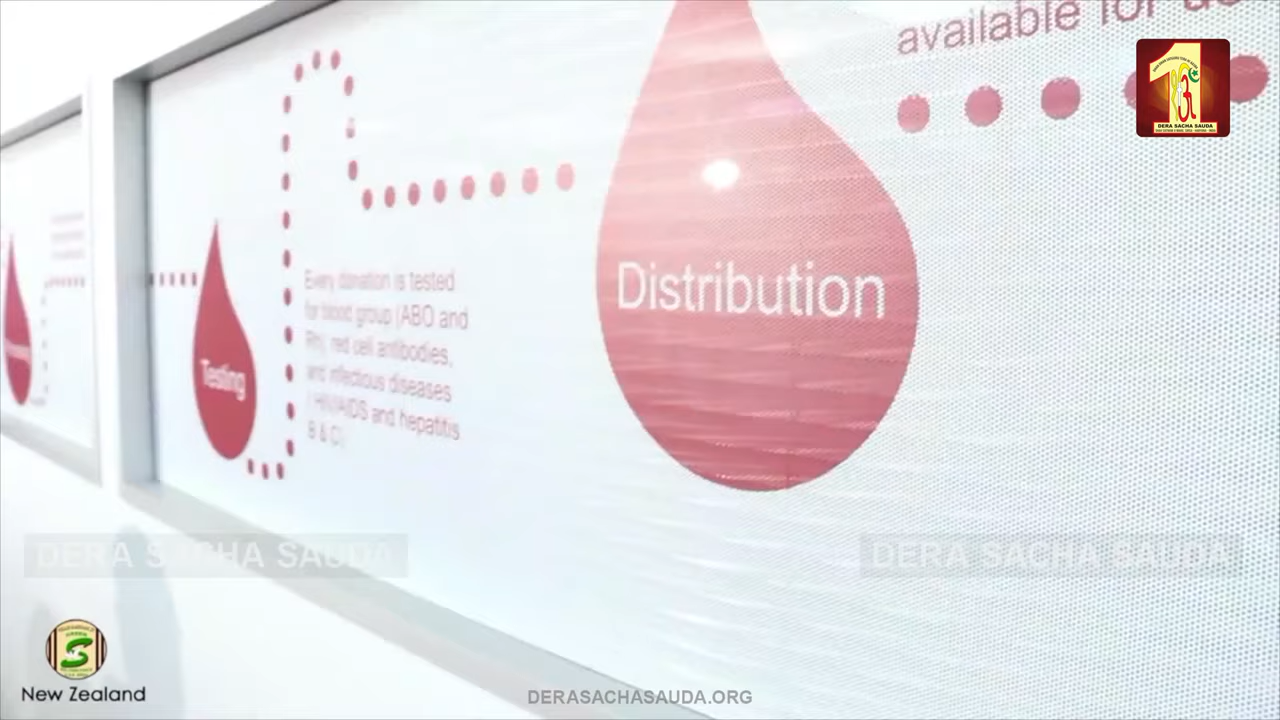 available for
DERA SACHA SAUDA
Distribution
Every donation is tested
for blood group (ABO and
Rh), red cell antibodies,
and infectious diseases
HIV/AIDS and hepatitis
B & C)
Testing
DERA SACHA SAUDA
DERA SACHA SAUDA
New Zealand
DERASACHASAUDA.ORG